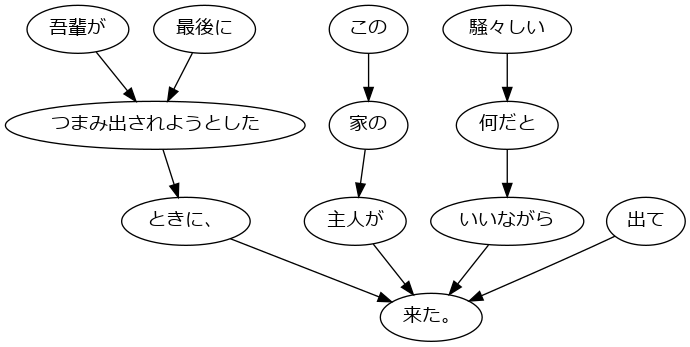 吾輩が 最後に この 騒々しい
つまみ出されようとした 家の 何だと
ときに、 主人が いいながら 出て
来た。